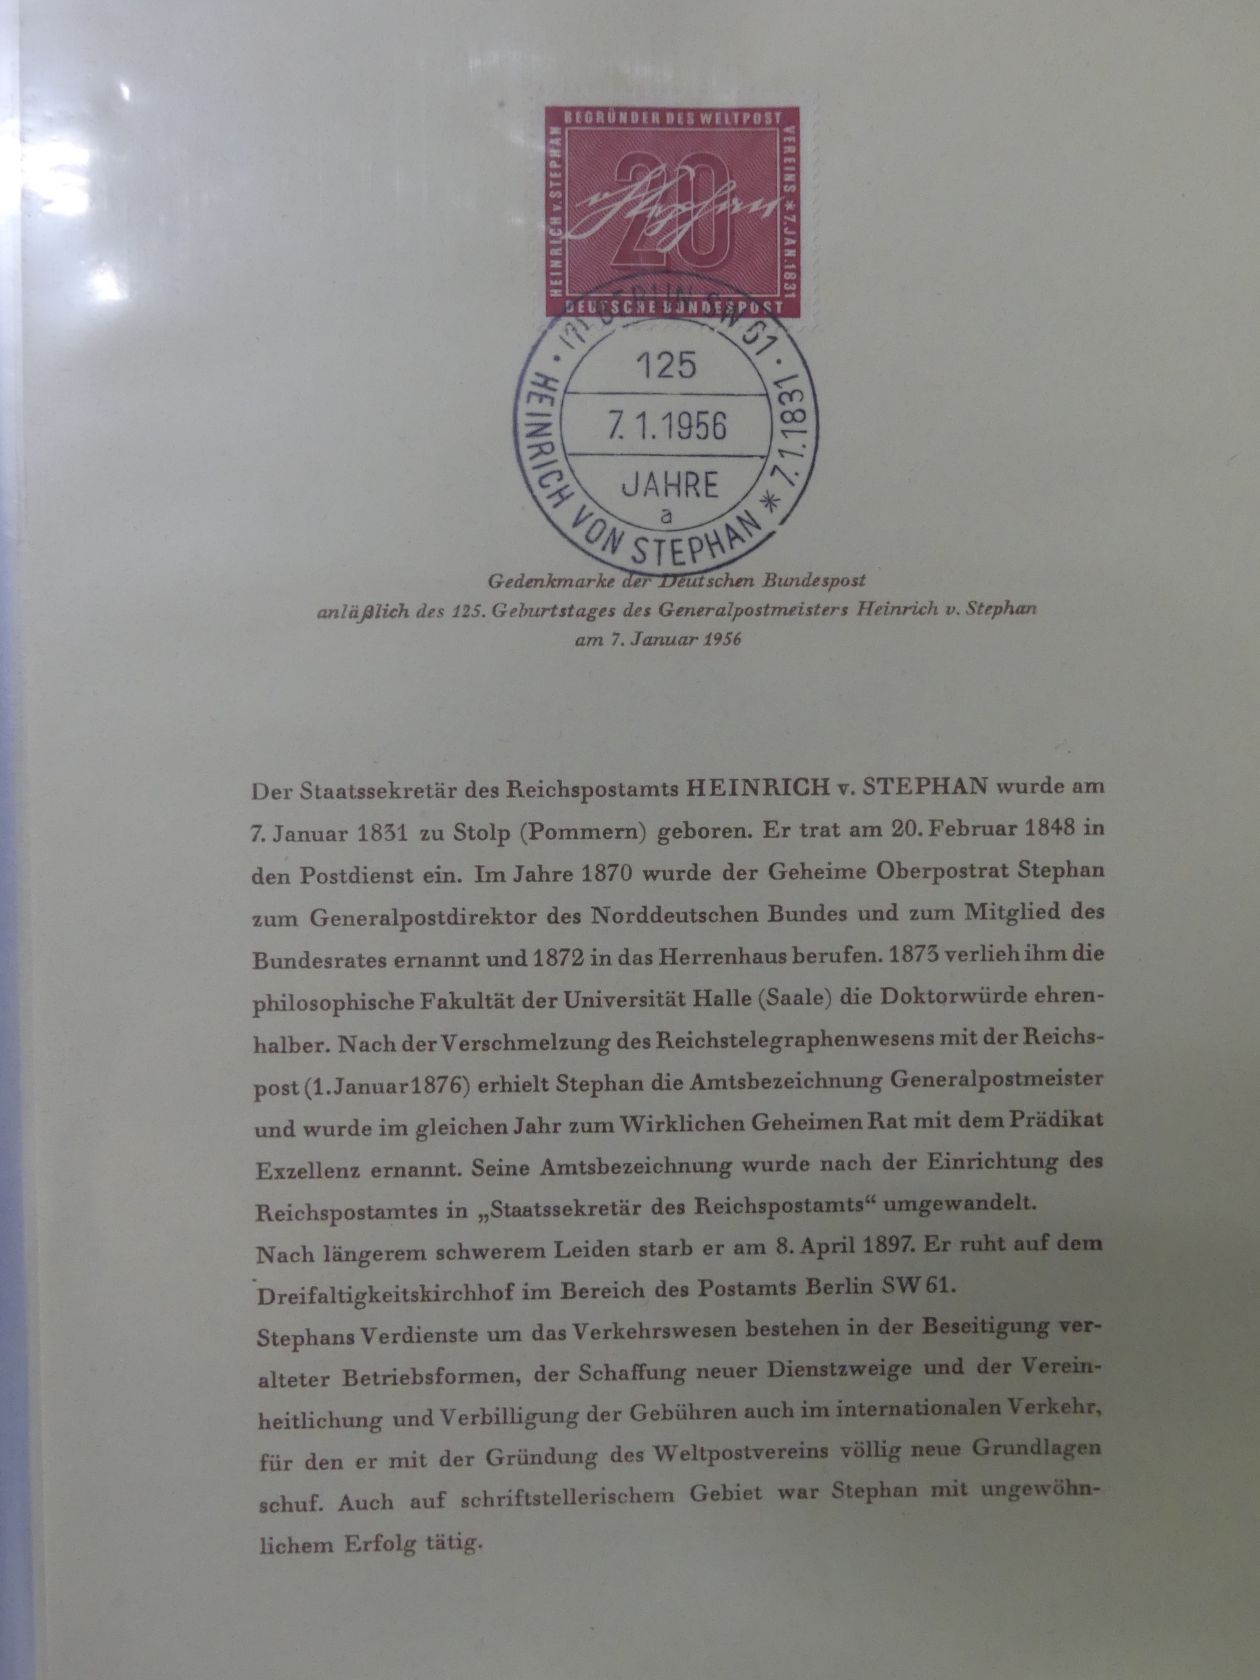 BEGRÜNDER DES WELTPOST
VEREINS * 7. JAN. 1831
HEINRICH v. STEPHAN
20
Stephan
DEUTSCHE BUNDESPOST
BERLIN SW 61 · 7.1.1831
125
7.1.1956
JAHRE
a
HEINRICH VON STEPHAN *
Gedenkmarke der Deutschen Bundespost
anläßlich des 125. Geburtstages des Generalpostmeisters Heinrich v. Stephan
am 7. Januar 1956
Der Staatssekretär des Reichspostamts HEINRICH v. STEPHAN wurde am
7. Januar 1831 zu Stolp (Pommern) geboren. Er trat am 20. Februar 1848 in
den Postdienst ein. Im Jahre 1870 wurde der Geheime Oberpostrat Stephan
zum Generalpostdirektor des Norddeutschen Bundes und zum Mitglied des
Bundesrates ernannt und 1872 in das Herrenhaus berufen. 1873 verlieh ihm die
philosophische Fakultät der Universität Halle (Saale) die Doktorwürde ehren-
halber. Nach der Verschmelzung des Reichstelegraphenwesens mit der Reichs-
post (1. Januar 1876) erhielt Stephan die Amtsbezeichnung Generalpostmeister
und wurde im gleichen Jahr zum Wirklichen Geheimen Rat mit dem Prädikat
Exzellenz ernannt. Seine Amtsbezeichnung wurde nach der Einrichtung des
Reichspostamtes in „Staatssekretär des Reichspostamts“ umgewandelt.
Nach längerem schwerem Leiden starb er am 8. April 1897. Er ruht auf dem
Dreifaltigkeitskirchhof im Bereich des Postamts Berlin SW 61.
Stephans Verdienste um das Verkehrswesen bestehen in der Beseitigung ver-
alteter Betriebsformen, der Schaffung neuer Dienstzweige und der Verein-
heitlichung und Verbilligung der Gebühren auch im internationalen Verkehr,
für den er mit der Gründung des Weltpostvereins völlig neue Grundlagen
schuf. Auch auf schriftstellerischem Gebiet war Stephan mit ungewöhn-
lichem Erfolg tätig.